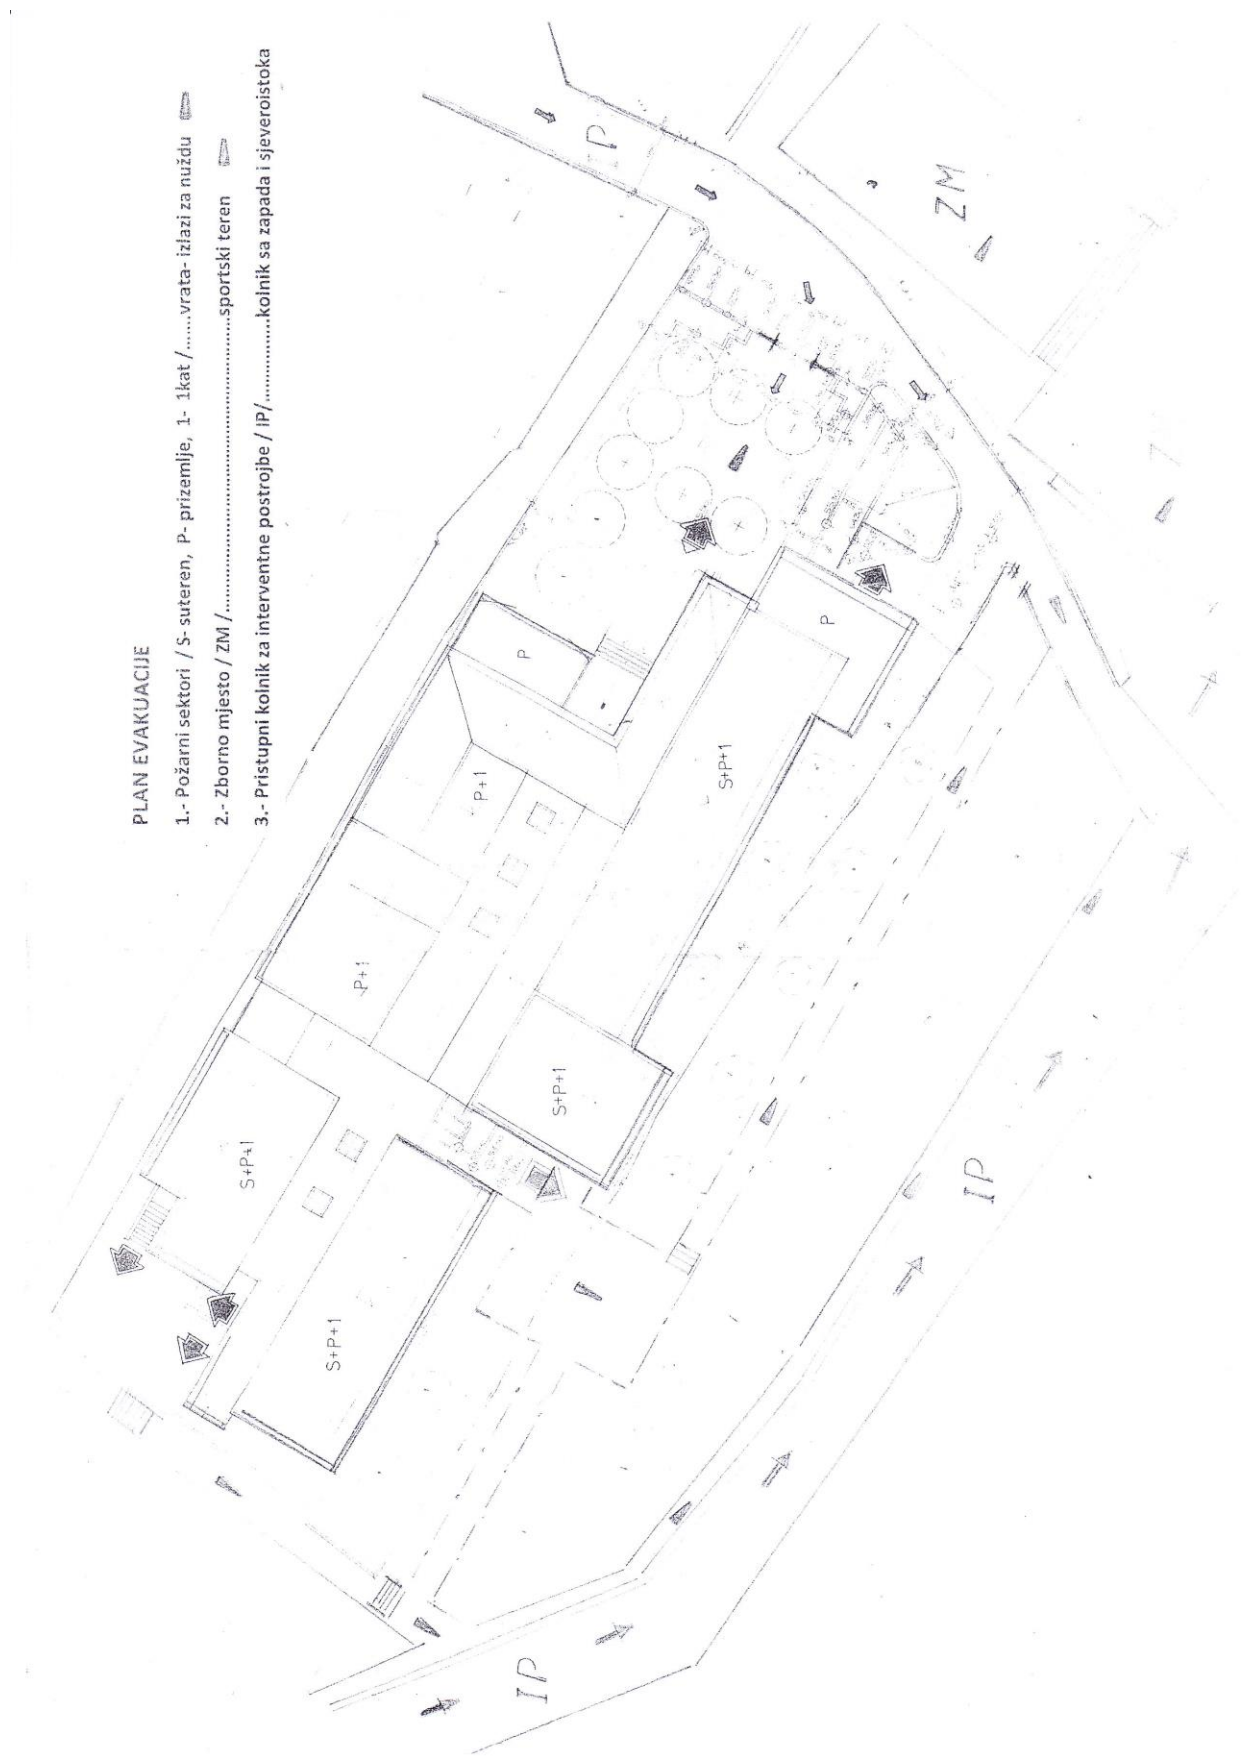 PLAN EVAKUACIJE
1.- Požarni sektori / S- suteren, P- prizemlje, 1- 1kat /.......vrata- izlazi za nuždu
2.- Zborno mjesto / ZM /......................................................sportski teren
3.- Pristupni kolnik za interventne postrojbe / IP/..............kolnik sa zapada i sjeveroistoka
P
ZM
P
P
P+1
S+P+1
P+1
S+P+1
S+P+1
S+P+1
IP
IP